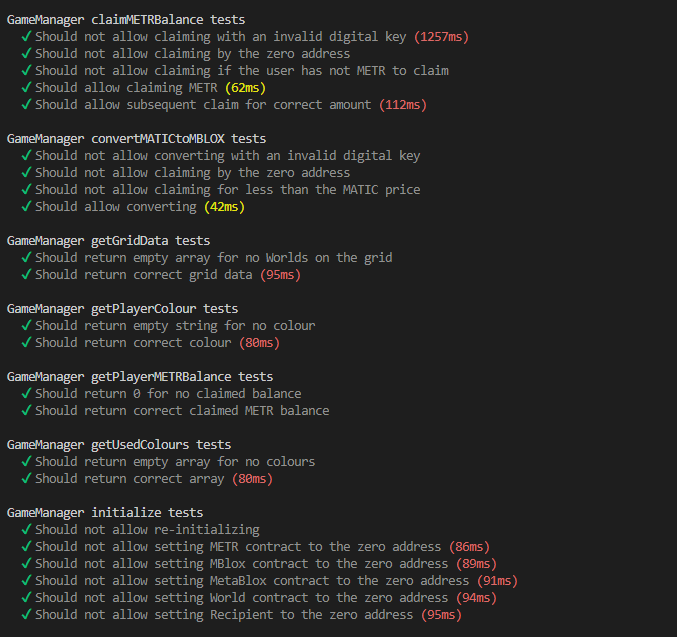 GameManager claimMETRBalance tests
✓ Should not allow claiming with an invalid digital key (1257ms)
✓ Should not allow claiming by the zero address
✓ Should not allow claiming if the user has not METR to claim
✓ Should allow claiming METR (62ms)
✓ Should allow subsequent claim for correct amount (112ms)
GameManager convertMATICtoMBLOX tests
✓ Should not allow converting with an invalid digital key
✓ Should not allow claiming by the zero address
✓ Should not allow claiming for less than the MATIC price
✓ Should allow converting (42ms)
GameManager getGridData tests
✓ Should return empty array for no Worlds on the grid
✓ Should return correct grid data (95ms)
GameManager getPlayerColour tests
✓ Should return empty string for no colour
✓ Should return correct colour (80ms)
GameManager getPlayerMETRBalance tests
✓ Should return 0 for no claimed balance
✓ Should return correct claimed METR balance
GameManager getUsedColours tests
✓ Should return empty array for no colours
✓ Should return correct array (80ms)
GameManager initialize tests
✓ Should not allow re-initializing
✓ Should not allow setting METR contract to the zero address (86ms)
✓ Should not allow setting MBlox contract to the zero address (89ms)
✓ Should not allow setting MetaBlox contract to the zero address (91ms)
✓ Should not allow setting World contract to the zero address (94ms)
✓ Should not allow setting Recipient to the zero address (95ms)